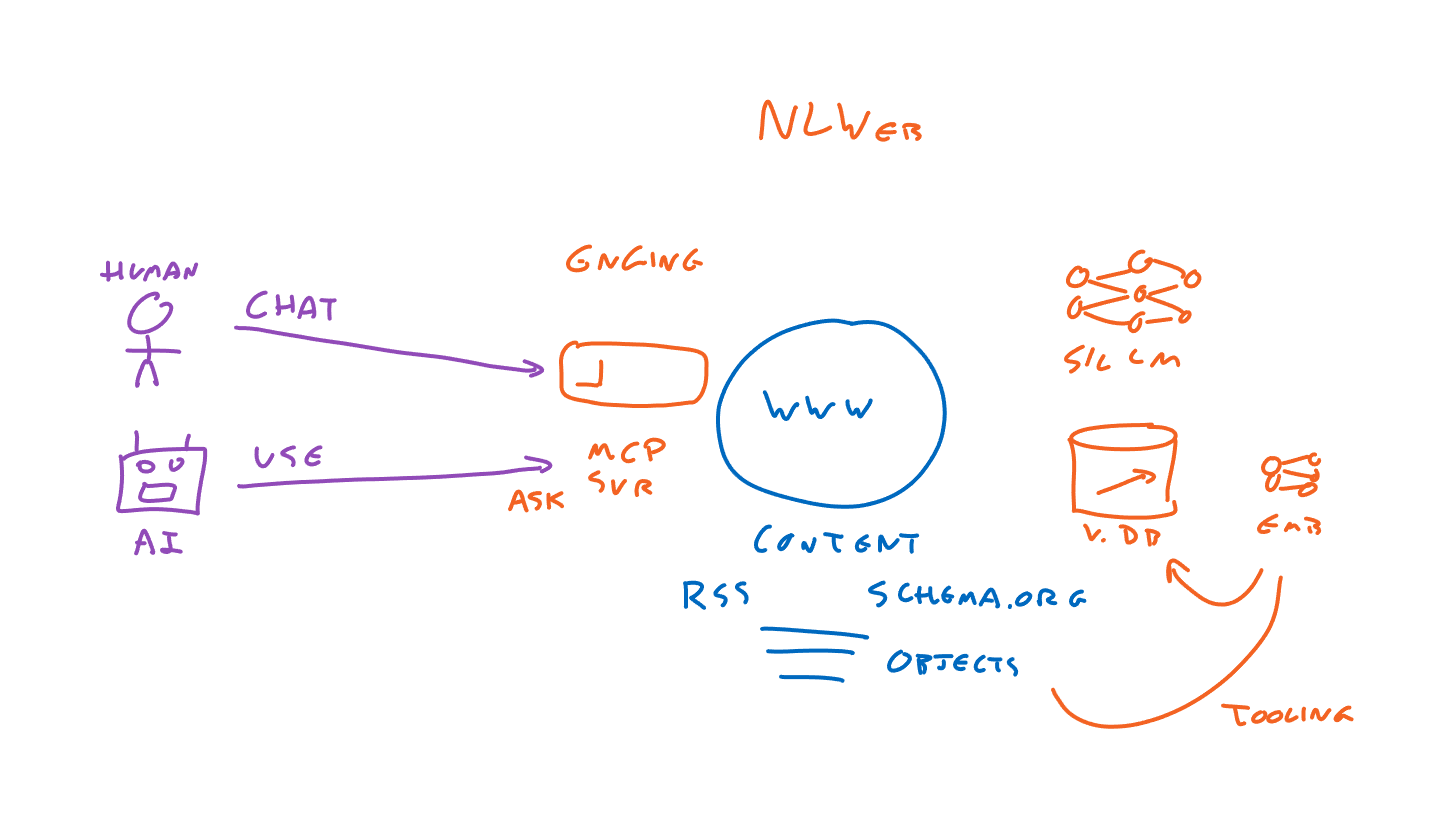 NLWEB
ENGINE
HUMAN
CHAT
S/LLM
WWW
USE
MCP
SVR
ASK
AI
V. DB
EMB
CONTENT
RSS
SCHEMA.ORG
OBJECTS
TOOLING